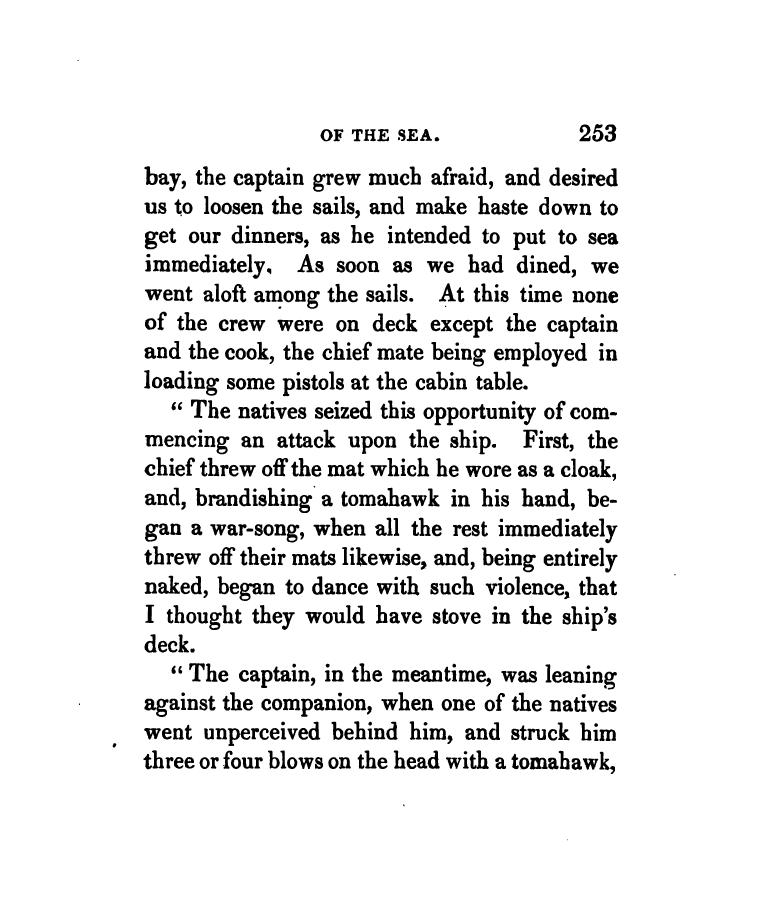 OF THE SEA. 253
bay, the captain grew much afraid, and desired
us to loosen the sails, and make haste down to
get our dinners, as he intended to put to sea
immediately. As soon as we had dined, we
went aloft among the sails. At this time none
of the crew were on deck except the captain
and the cook, the chief mate being employed in
loading some pistols at the cabin table.
“ The natives seized this opportunity of com-
mencing an attack upon the ship. First, the
chief threw off the mat which he wore as a cloak,
and, brandishing a tomahawk in his hand, be-
gan a war-song, when all the rest immediately
threw off their mats likewise, and, being entirely
naked, began to dance with such violence, that
I thought they would have stove in the ship’s
deck.
“ The captain, in the meantime, was leaning
against the companion, when one of the natives
went unperceived behind him, and struck him
three or four blows on the head with a tomahawk,